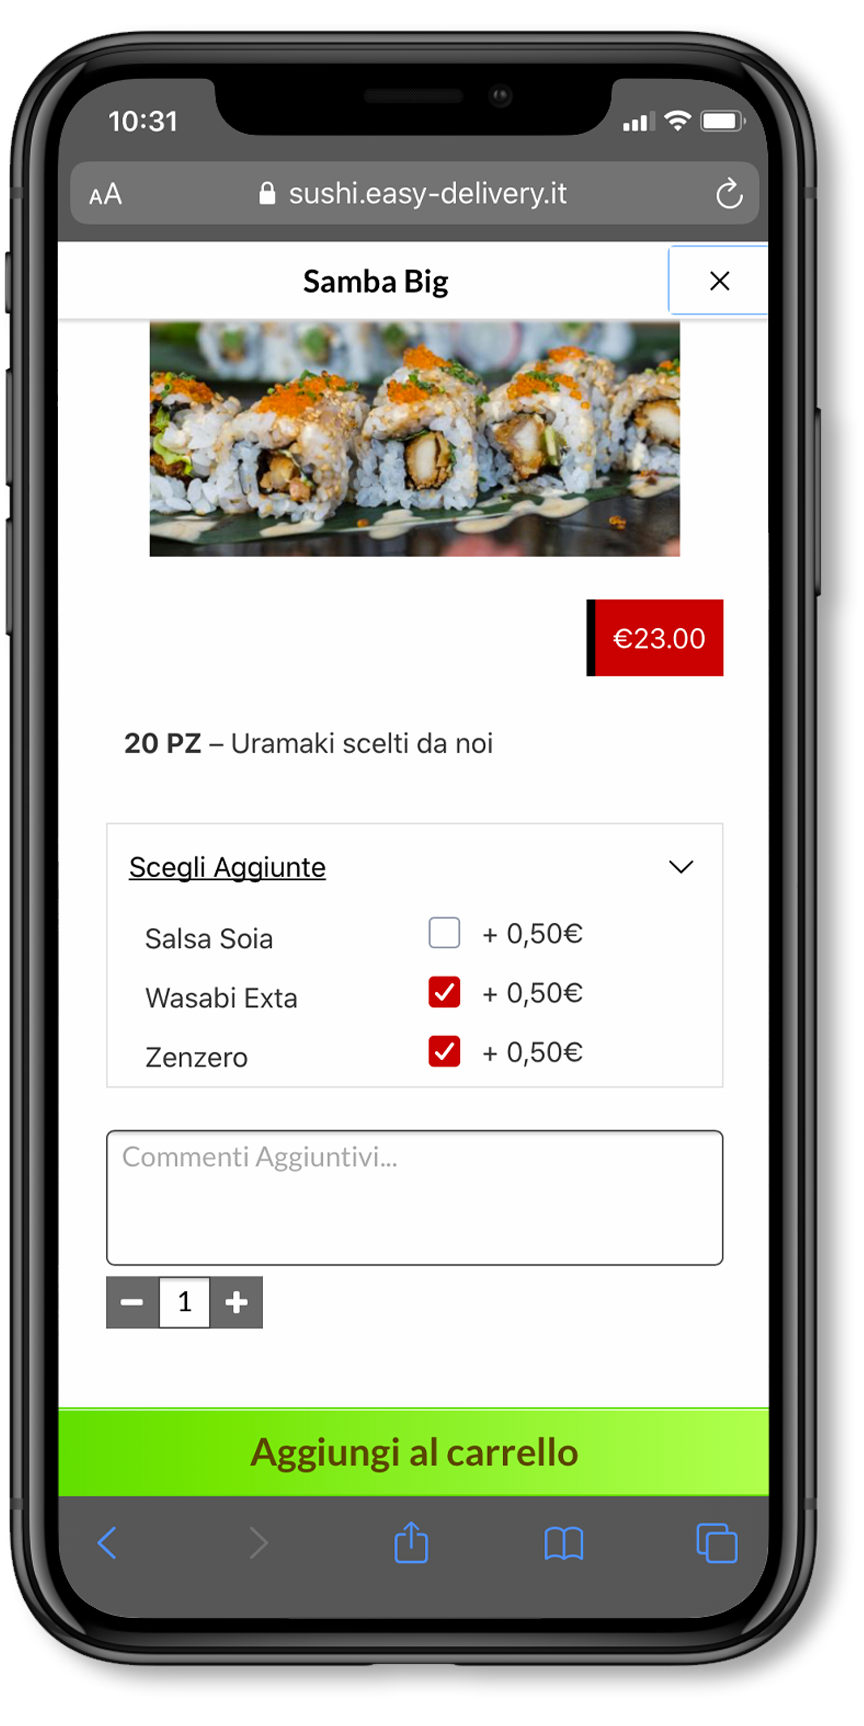 10:31
AA
sushi.easy-delivery.it
Samba Big
€23.00
20 PZ – Uramaki scelti da noi
Scegli Aggiunte
Salsa Soia + 0,50€
Wasabi Exta + 0,50€
Zenzero + 0,50€
Commenti Aggiuntivi...
1
Aggiungi al carrello